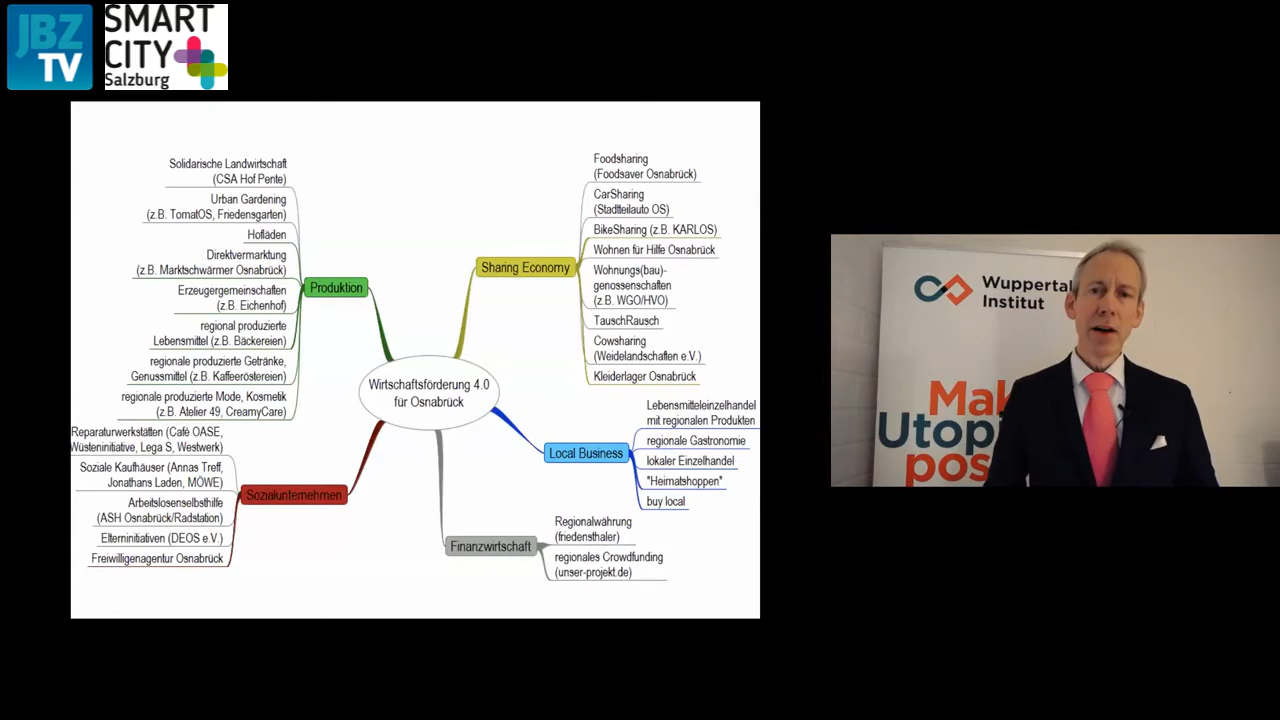 JBZ
TV
SMART
CITY
Salzburg
Solidarische Landwirtschaft
(CSA Hof Pente)
Urban Gardening
(z.B. TomatOS, Friedensgarten)
Hofläden
Direktvermarktung
(z.B. Marktschwärmer Osnabrück)
Erzeugergemeinschaften
(z.B. Eichenhof)
regional produzierte
Lebensmittel (z.B. Bäckereien)
regionale produzierte Getränke,
Genussmittel (z.B. Kaffeeröstereien)
regionale produzierte Mode, Kosmetik
(z.B. Atelier 49, CreamyCare)
Produktion
Reparaturwerkstätten (Café OASE,
Wüsteninitiative, Lega S, Westwerk)
Soziale Kaufhäuser (Annas Treff,
Jonathans Laden, MÖWE)
Arbeitslosenselbsthilfe
(ASH Osnabrück/Radstation)
Elterninitiativen (DEOS e.V.)
Freiwilligenagentur Osnabrück
Sozialunternehmen
Wirtschaftsförderung 4.0
für Osnabrück
Sharing Economy
Foodsharing
(Foodsaver Osnabrück)
CarSharing
(Stadtteilauto OS)
BikeSharing (z.B. KARLOS)
Wohnen für Hilfe Osnabrück
Wohnungs(bau)-
genossenschaften
(z.B. WGO/HVO)
TauschRausch
Cowsharing
(Weidelandschaften e.V.)
Kleiderlager Osnabrück
Local Business
Lebensmitteleinzelhandel
mit regionalen Produkten
regionale Gastronomie
lokaler Einzelhandel
"Heimatshoppen"
buy local
Finanzwirtschaft
Regionalwährung
(friedensthaler)
regionales Crowdfunding
(unser-projekt.de)
Wuppertal
Institut
Mak
Utopi
pos